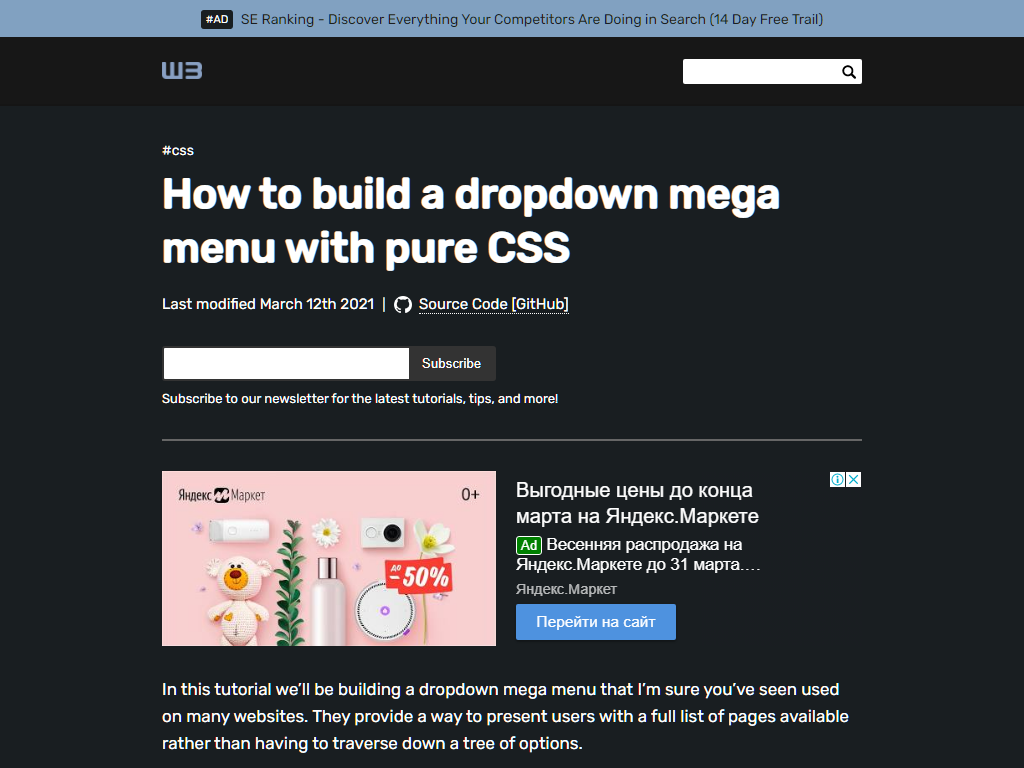 #AD SE Ranking - Discover Everything Your Competitors Are Doing in Search (14 Day Free Trail)
W3
#css
How to build a dropdown mega
menu with pure CSS
Last modified March 12th 2021 | Source Code [GitHub]
Subscribe
Subscribe to our newsletter for the latest tutorials, tips, and more!
Яндекс Маркет 0+
ДО
-50%
Выгодные цены до конца
марта на Яндекс.Маркете
Ad Весенняя распродажа на
Яндекс.Маркете до 31 марта.…
Яндекс.Маркет
Перейти на сайт
In this tutorial we’ll be building a dropdown mega menu that I’m sure you’ve seen used
on many websites. They provide a way to present users with a full list of pages available
rather than having to traverse down a tree of options.